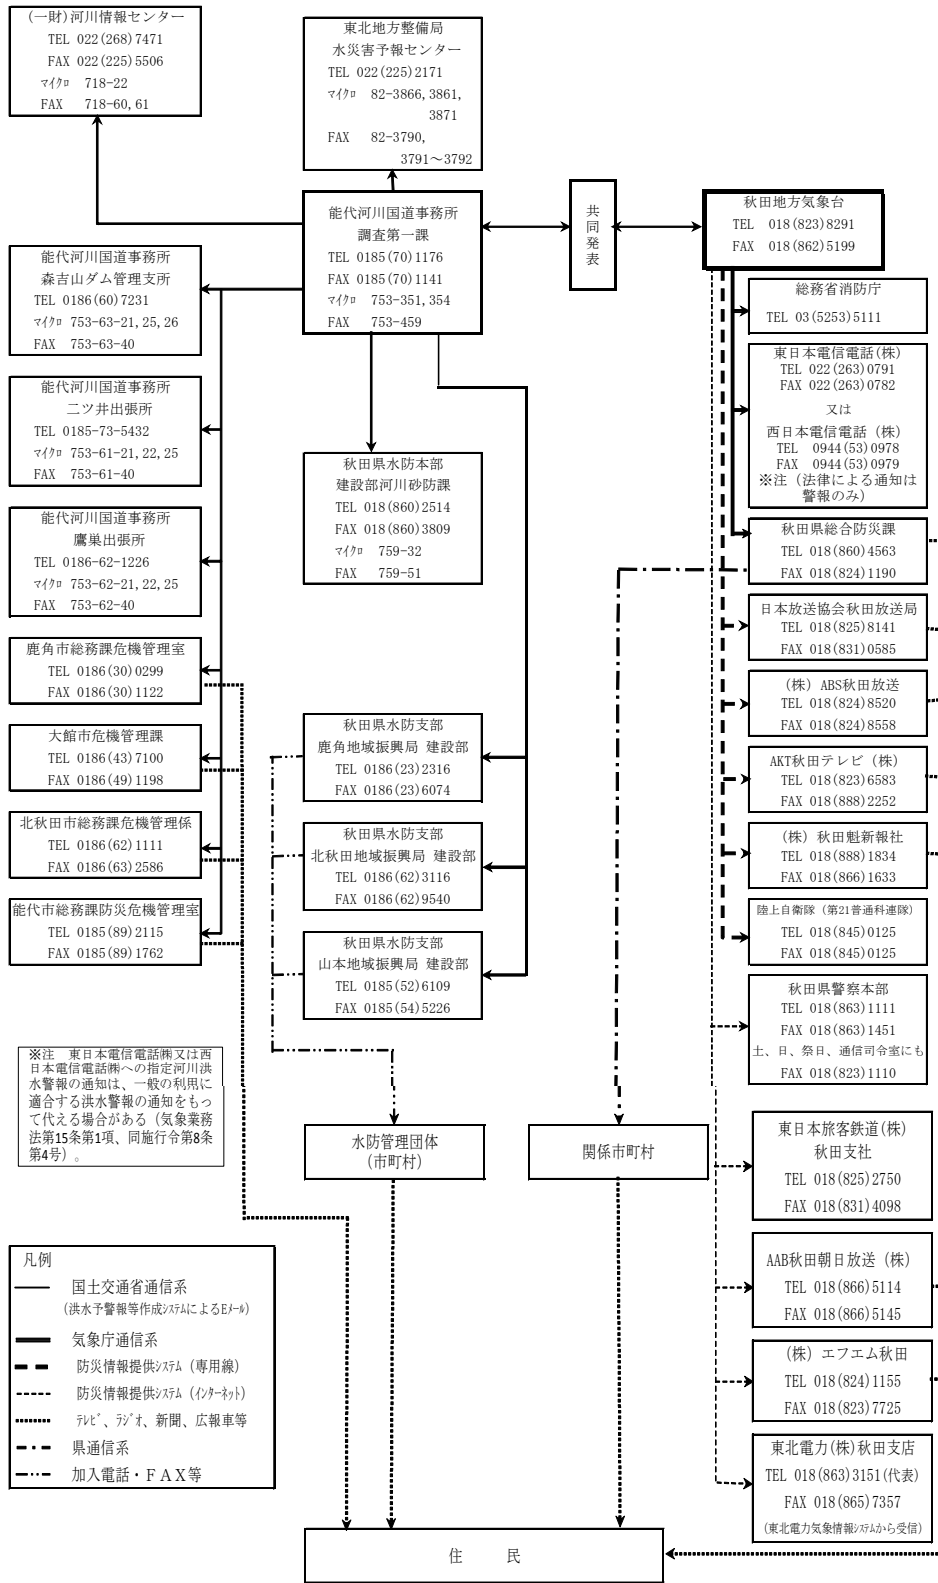 (一財)河川情報センター
TEL 022(268)7471
FAX 022(225)5506
ﾏｲｸﾛ 718-22
FAX 718-60,61
東北地方整備局
水災害予報センター
TEL 022(225)2171
ﾏｲｸﾛ 82-3866,3861,
3871
FAX 82-3790,
3791～3792
能代河川国道事務所
調査第一課
TEL 0185(70)1176
FAX 0185(70)1141
ﾏｲｸﾛ 753-351,354
FAX 753-459
共同発表
秋田地方気象台
TEL 018(823)8291
FAX 018(862)5199
能代河川国道事務所
森吉山ダム管理支所
TEL 0186(60)7231
ﾏｲｸﾛ 753-63-21,25,26
FAX 753-63-40
能代河川国道事務所
二ツ井出張所
TEL 0185-73-5432
ﾏｲｸﾛ 753-61-21,22,25
FAX 753-61-40
能代河川国道事務所
鷹巣出張所
TEL 0186-62-1226
ﾏｲｸﾛ 753-62-21,22,25
FAX 753-62-40
鹿角市総務課危機管理室
TEL 0186(30)0299
FAX 0186(30)1122
大館市危機管理課
TEL 0186(43)7100
FAX 0186(49)1198
北秋田市総務課危機管理係
TEL 0186(62)1111
FAX 0186(63)2586
能代市総務課防災危機管理室
TEL 0185(89)2115
FAX 0185(89)1762
秋田県水防本部
建設部河川砂防課
TEL 018(860)2514
FAX 018(860)3809
ﾏｲｸﾛ 759-32
FAX 759-51
秋田県水防支部
鹿角地域振興局 建設部
TEL 0186(23)2316
FAX 0186(23)6074
秋田県水防支部
北秋田地域振興局 建設部
TEL 0186(62)3116
FAX 0186(62)9540
秋田県水防支部
山本地域振興局 建設部
TEL 0185(52)6109
FAX 0185(54)5226
総務省消防庁
TEL 03(5253)5111
東日本電信電話(株)
TEL 022(263)0791
FAX 022(263)0782
又は
西日本電信電話（株）
TEL 0944(53)0978
FAX 0944(53)0979
※注（法律による通知は
警報のみ）
秋田県総合防災課
TEL 018(860)4563
FAX 018(824)1190
日本放送協会秋田放送局
TEL 018(825)8141
FAX 018(831)0585
（株）ABS秋田放送
TEL 018(824)8520
FAX 018(824)8558
AKT秋田テレビ（株）
TEL 018(823)6583
FAX 018(888)2252
（株）秋田魁新報社
TEL 018(888)1834
FAX 018(866)1633
陸上自衛隊（第21普通科連隊）
TEL 018(845)0125
FAX 018(845)0125
秋田県警察本部
TEL 018(863)1111
FAX 018(863)1451
土、日、祭日、通信司令室にも
FAX 018(823)1110
東日本旅客鉄道(株)
秋田支社
TEL 018(825)2750
FAX 018(831)4098
AAB秋田朝日放送（株）
TEL 018(866)5114
FAX 018(866)5145
（株）エフエム秋田
TEL 018(824)1155
FAX 018(823)7725
東北電力(株)秋田支店
TEL 018(863)3151(代表)
FAX 018(865)7357
(東北電力気象情報ｼｽﾃﾑから受信)
※注　東日本電信電話㈱又は西
日本電信電話㈱への指定河川洪
水警報の通知は、一般の利用に
適合する洪水警報の通知をもっ
て代える場合がある（気象業務
法第15条第1項、同施行令第8条
第4号）。
水防管理団体
（市町村）
関係市町村
凡例
国土交通省通信系
(洪水予警報等作成ｼｽﾃﾑによるEﾒｰﾙ)
気象庁通信系
防災情報提供ｼｽﾃﾑ（専用線）
防災情報提供ｼｽﾃﾑ（ｲﾝﾀｰﾈｯﾄ）
ﾃﾚﾋﾞ、ﾗｼﾞｵ、新聞、広報車等
県通信系
加入電話・ＦＡＸ等
住　　民